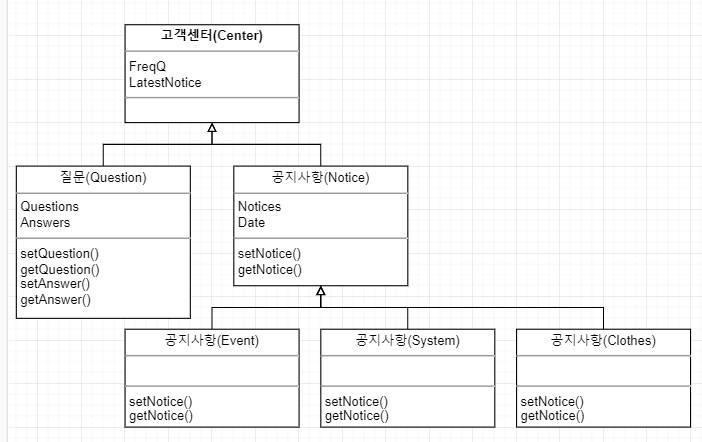 고객센터(Center)
FreqQ
LatestNotice
질문(Question)
Questions
Answers
setQuestion()
getQuestion()
setAnswer()
getAnswer()
공지사항(Notice)
Notices
Date
setNotice()
getNotice()
공지사항(Event)
setNotice()
getNotice()
공지사항(System)
setNotice()
getNotice()
공지사항(Clothes)
setNotice()
getNotice()